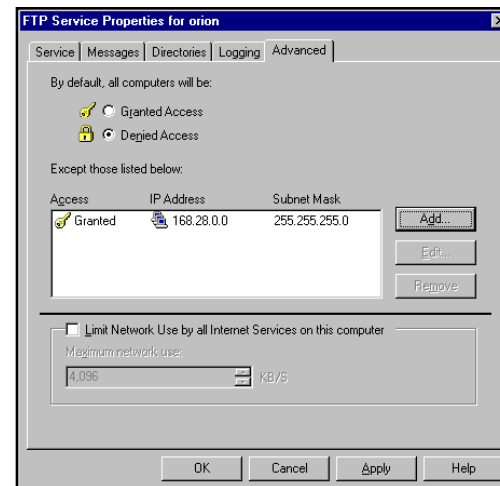 FTP Service Properties for orion
Service Messages Directories Logging Advanced
By default, all computers will be:
Granted Access
Denied Access
Except those listed below:
Access IP Address Subnet Mask
Granted 168.28.0.0 255.255.255.0
Add...
Edit...
Remove
Limit Network Use by all Internet Services on this computer
Maximum network use:
4,096 KB/S
OK Cancel Apply Help